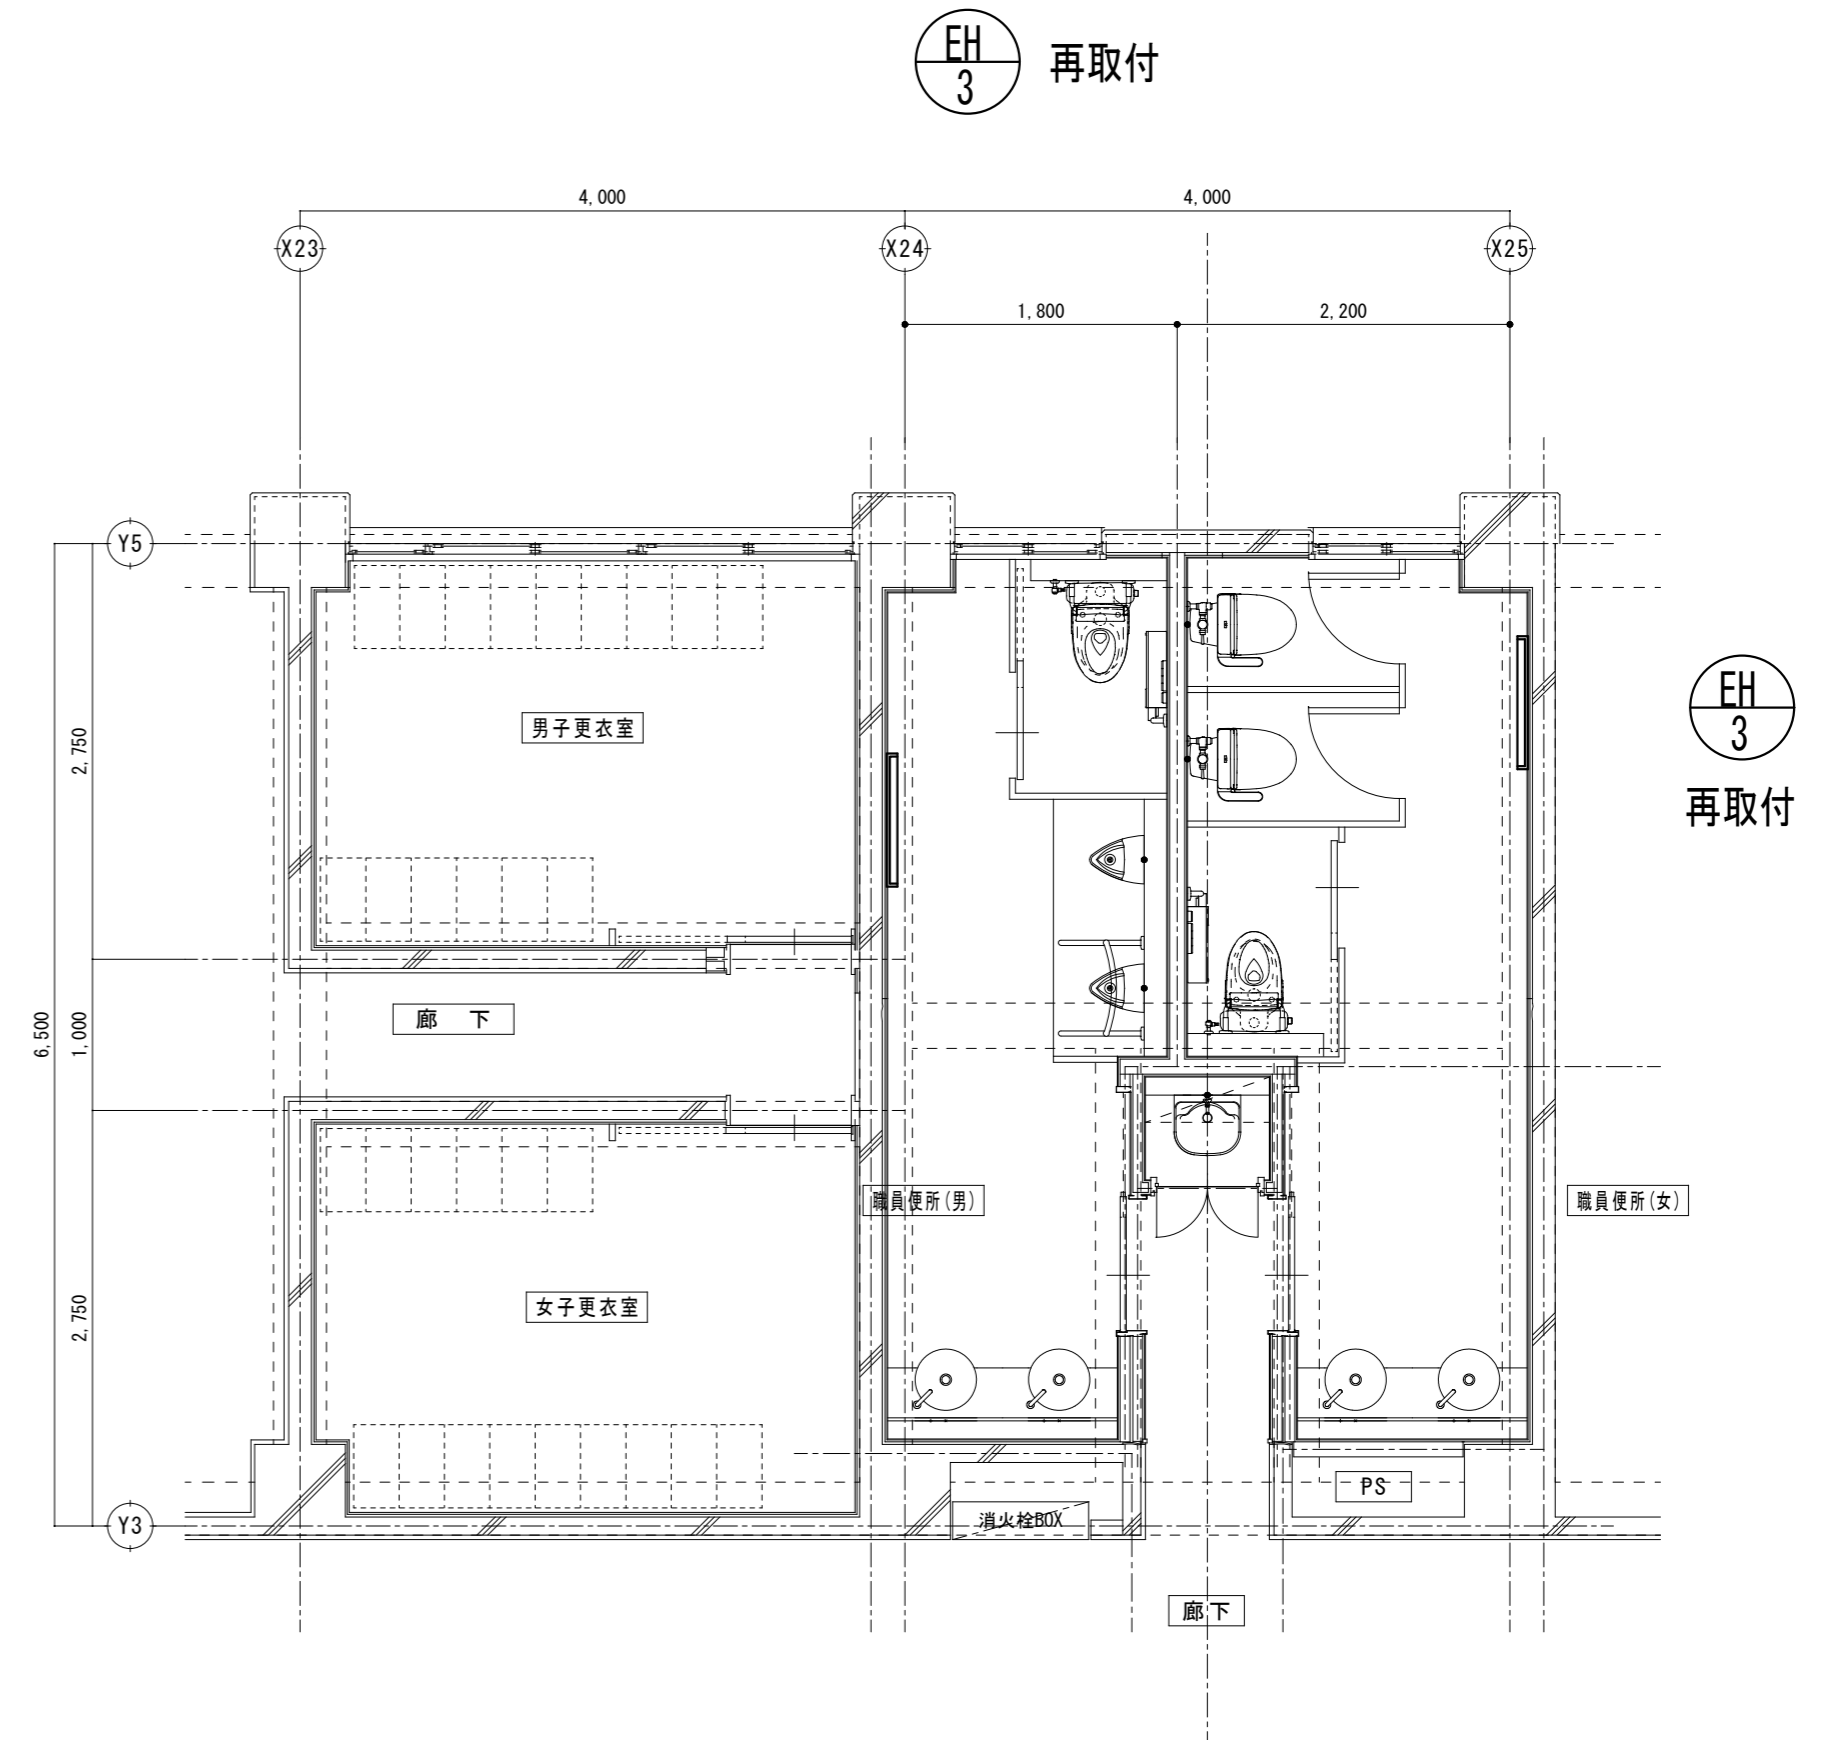 EH
3
再取付
4,000
4,000
X23
X24
X25
1,800
2,200
Y5
EH
3
再取付
男子更衣室
2,750
廊 下
1,000
6,500
職員便所(男)
職員便所(女)
女子更衣室
2,750
PS
消火栓BOX
Y3
廊下